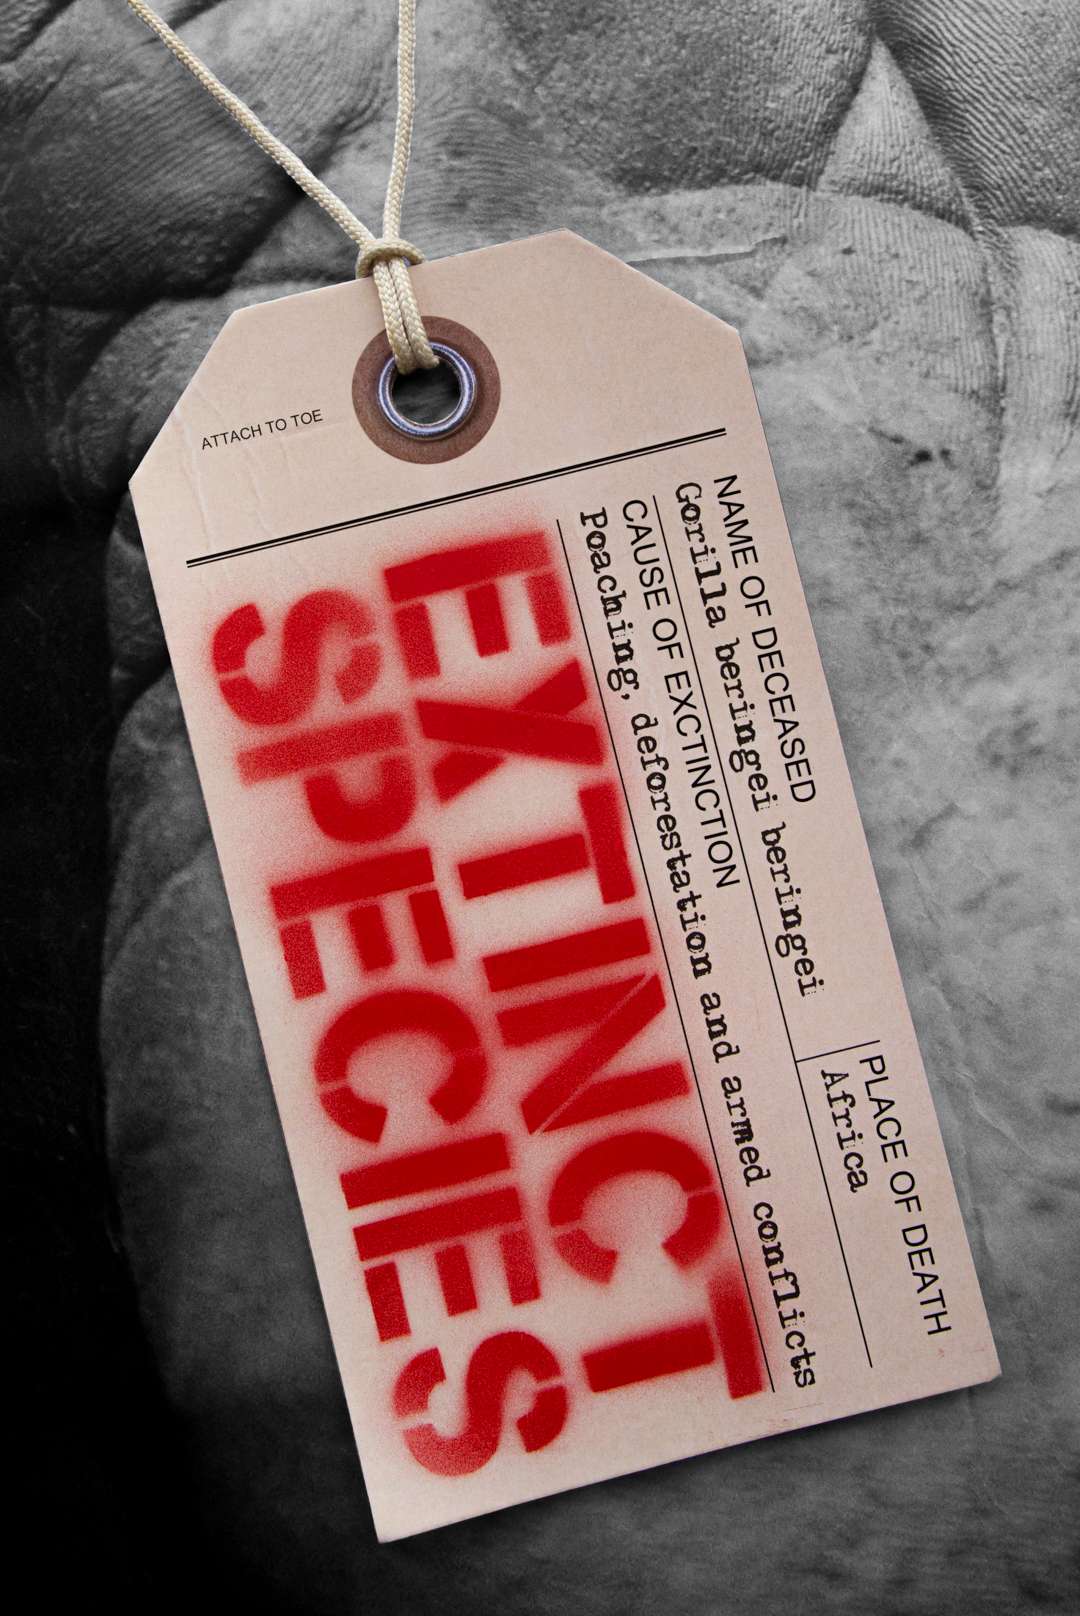 ATTACH TO TOE
NAME OF DECEASED
Gorilla beringei beringei
PLACE OF DEATH
Africa
CAUSE OF EXCTINCTION
Poaching, deforestation and armed conflicts
EXTINCT
SPECIES